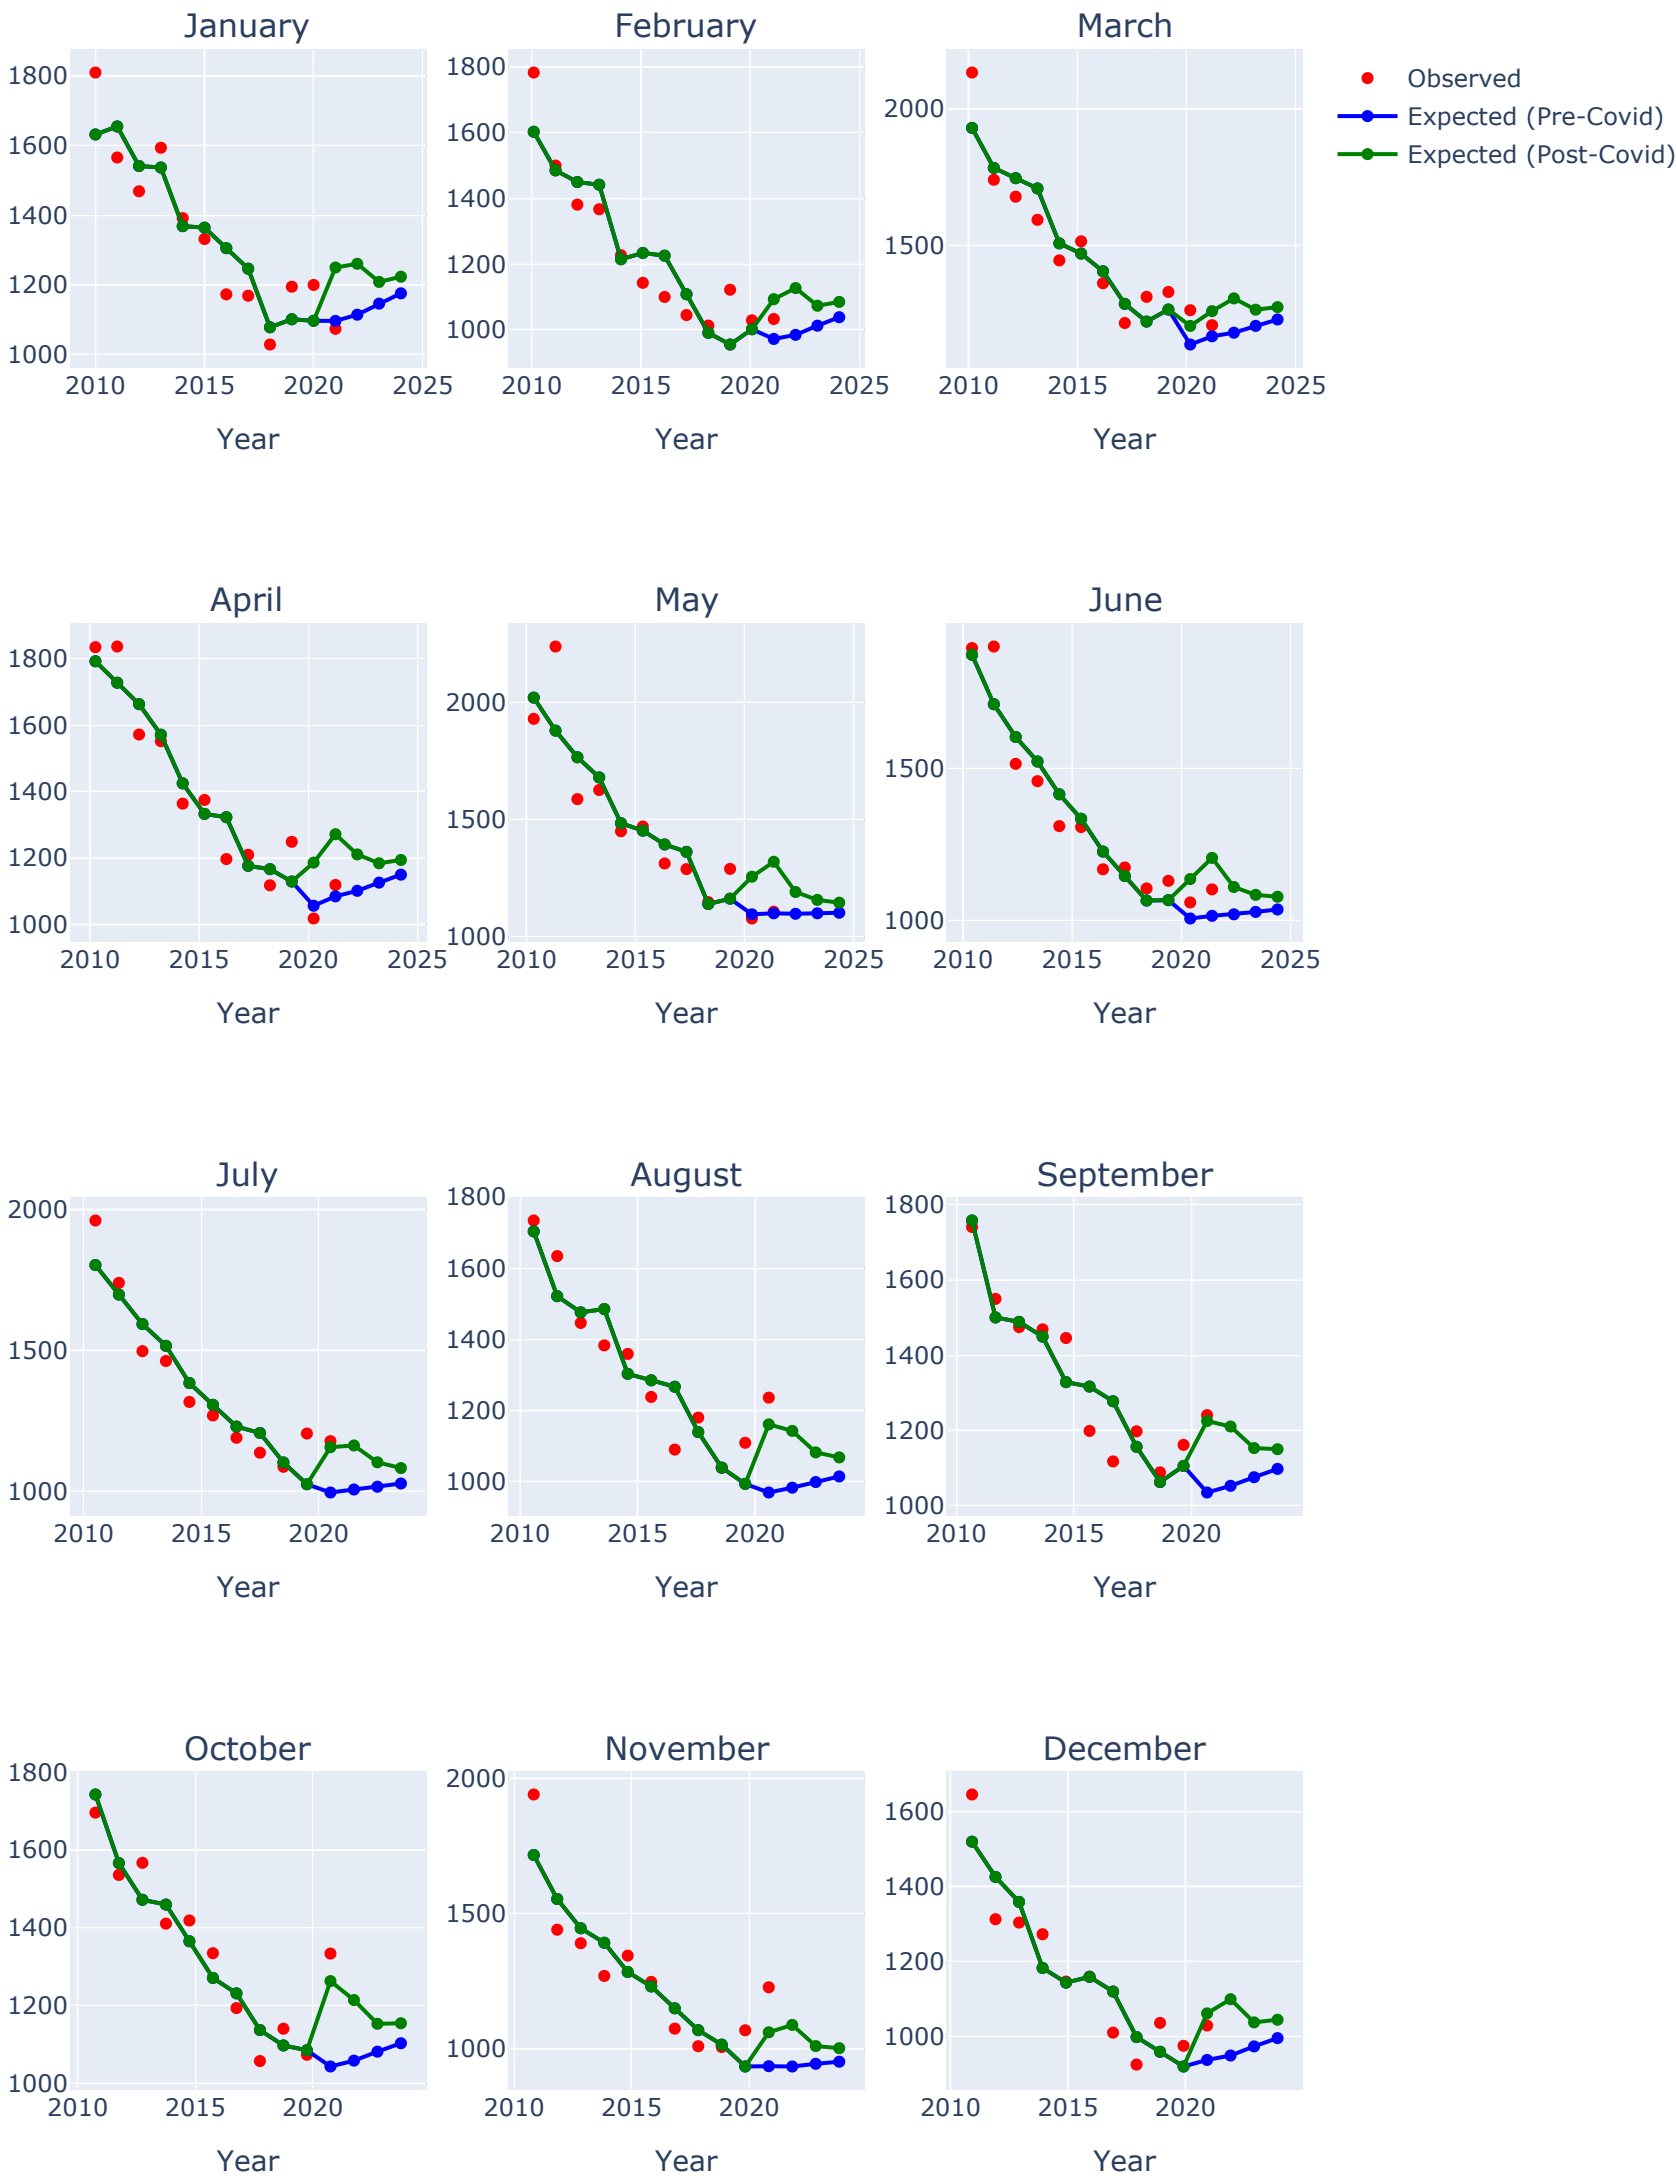 January
February
March
Observed
Expected (Pre-Covid)
Expected (Post-Covid)
1800
1600
1400
1200
1000
2010 2015 2020 2025
Year
1800
1600
1400
1200
1000
2010 2015 2020 2025
Year
2000
1500
2010 2015 2020 2025
Year
April
May
June
1800
1600
1400
1200
1000
2010 2015 2020 2025
Year
2000
1500
1000
2010 2015 2020 2025
Year
1500
1000
2010 2015 2020 2025
Year
July
August
September
2000
1500
1000
2010 2015 2020
Year
1800
1600
1400
1200
1000
2010 2015 2020
Year
1800
1600
1400
1200
1000
2010 2015 2020
Year
October
November
December
1800
1600
1400
1200
1000
2010 2015 2020
Year
2000
1500
1000
2010 2015 2020
Year
1600
1400
1200
1000
2010 2015 2020
Year